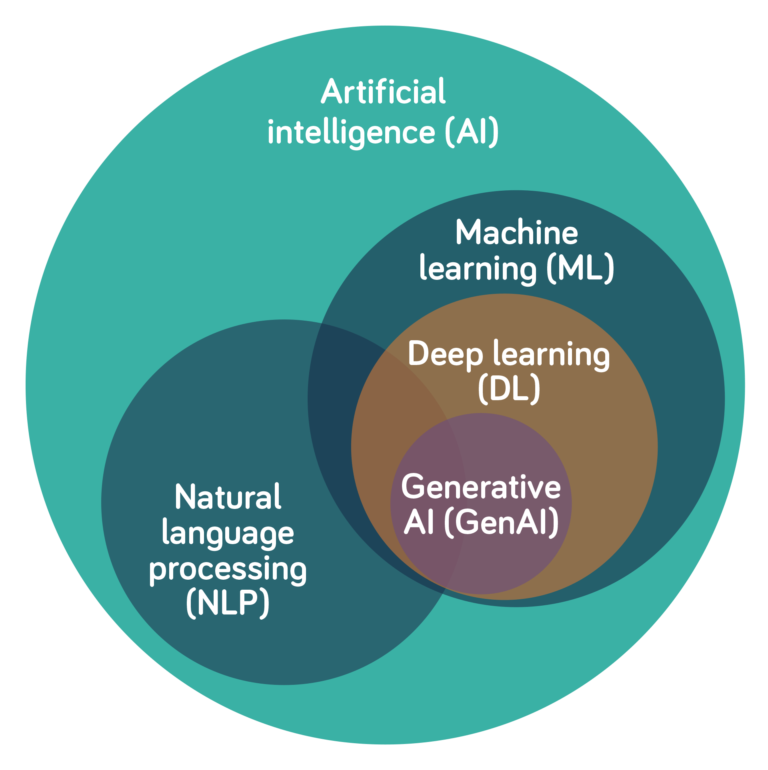 Artificial
intelligence (AI)
Machine
learning (ML)
Deep learning
(DL)
Generative
AI (GenAI)
Natural
language
processing
(NLP)